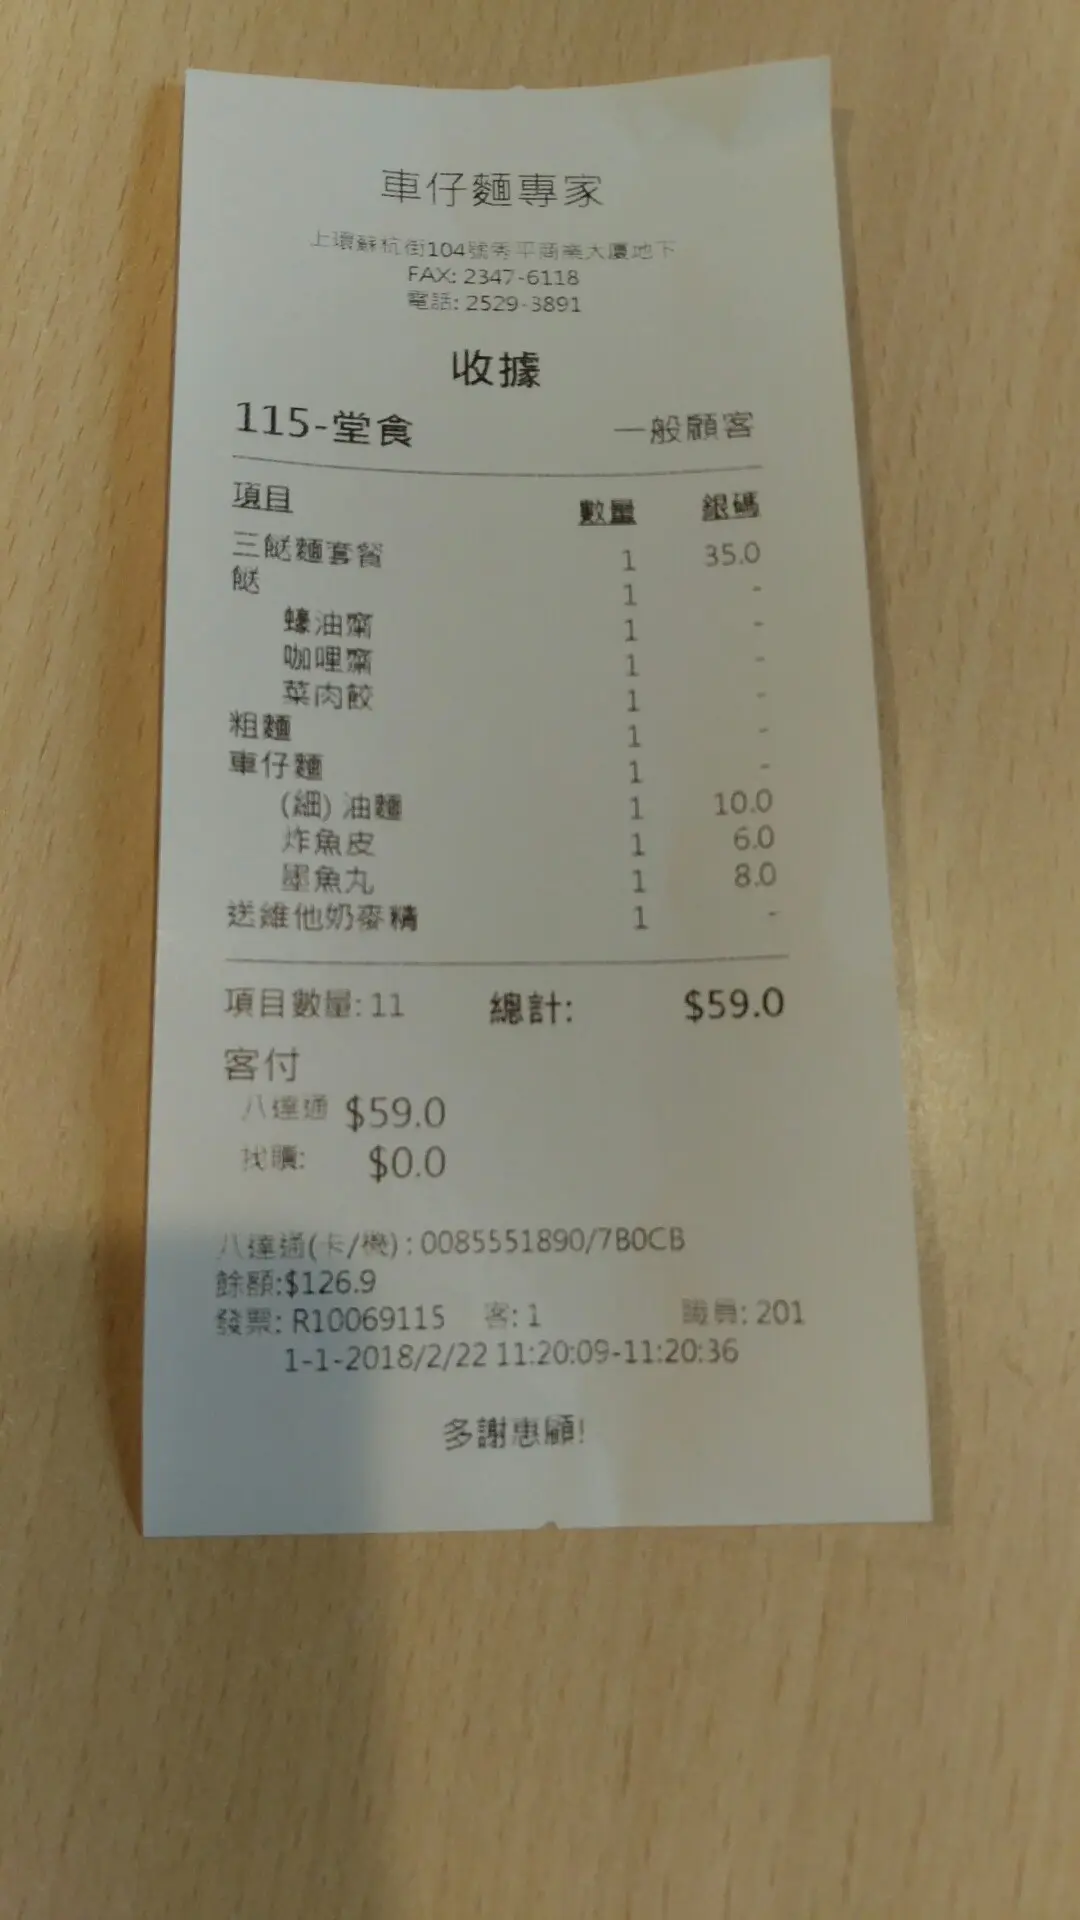 車仔麵專家
上環蘇杭街104號秀平商業大廈地下
FAX: 2347-6118
電話: 2529-3891
收據
115-堂食 一般顧客
項目 數量 銀碼
三餸麵套餐 1 35.0
餸 1 -
蠔油齋 1 -
咖哩齋 1 -
菜肉餃 1 -
粗麵 1 -
車仔麵 1 -
(細) 油麵 1 10.0
炸魚皮 1 6.0
墨魚丸 1 8.0
送維他奶麥精 1 -
項目數量: 11 總計: $59.0
客付
八達通 $59.0
找贖: $0.0
八達通(卡/機) : 0085551890/7B0CB
餘額:$126.9
發票: R10069115 客: 1 職員: 201
1-1-2018/2/22 11:20:09-11:20:36
多謝惠顧!